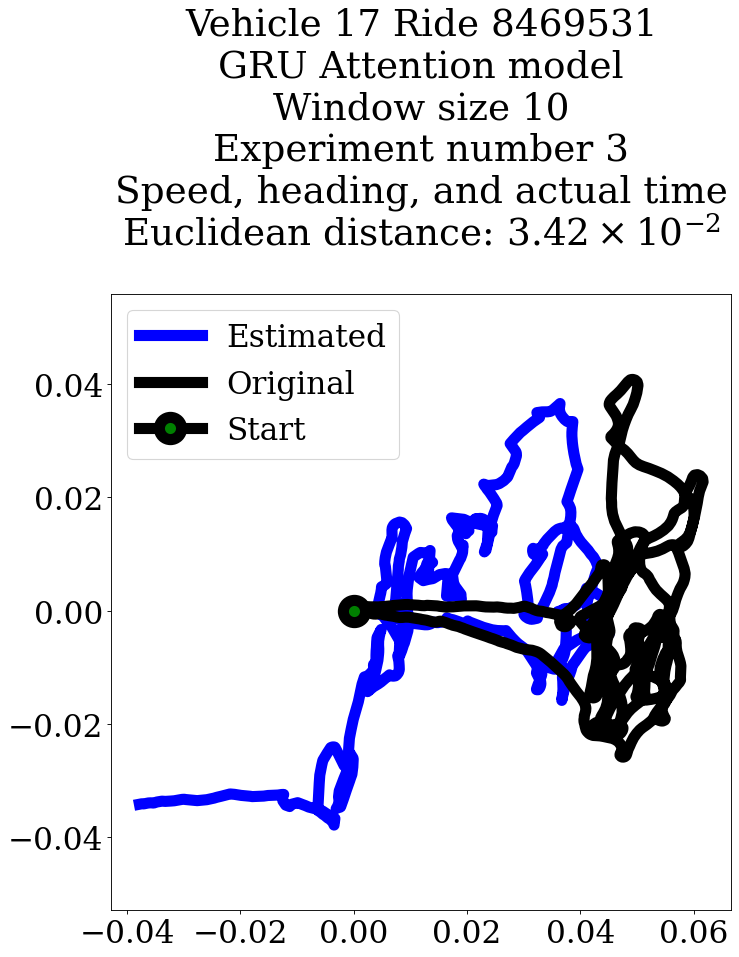 Vehicle 17 Ride 8469531
GRU Attention model
Window size 10
Experiment number 3
Speed, heading, and actual time
Euclidean distance: 3.42 × 10⁻²
Estimated
Original
Start
0.04
0.02
0.00
−0.02
−0.04
−0.04 −0.02 0.00 0.02 0.04 0.06